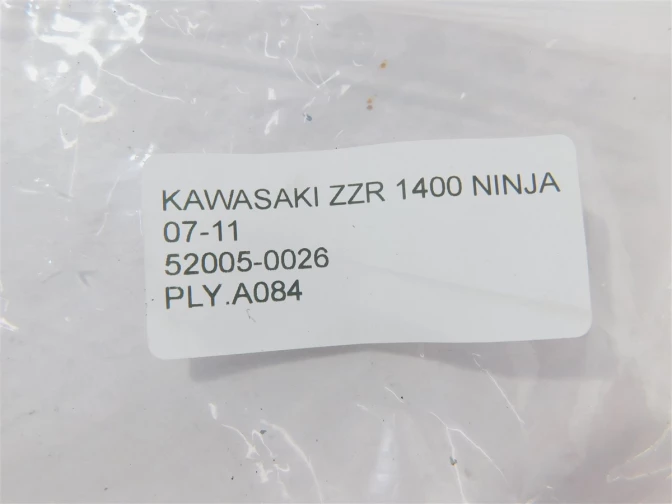 KAWASAKI ZZR 1400 NINJA
07-11
52005-0026
PLY.A084